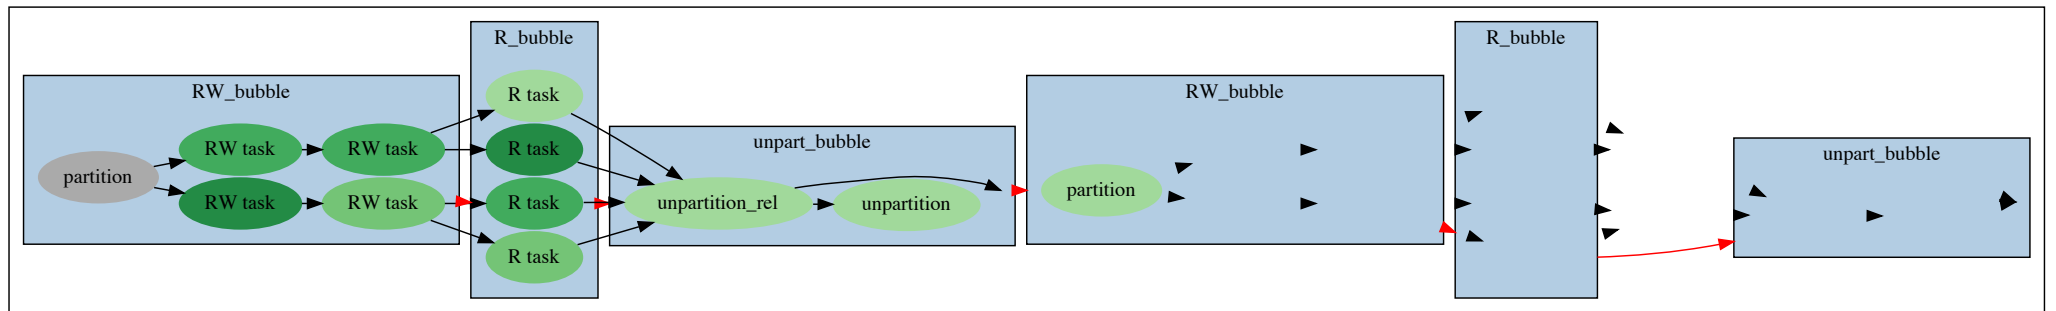 RW_bubble
partition
RW task
RW task
RW task
RW task
R_bubble
R task
R task
R task
R task
unpart_bubble
unpartition_rel
unpartition
RW_bubble
partition
R_bubble
unpart_bubble